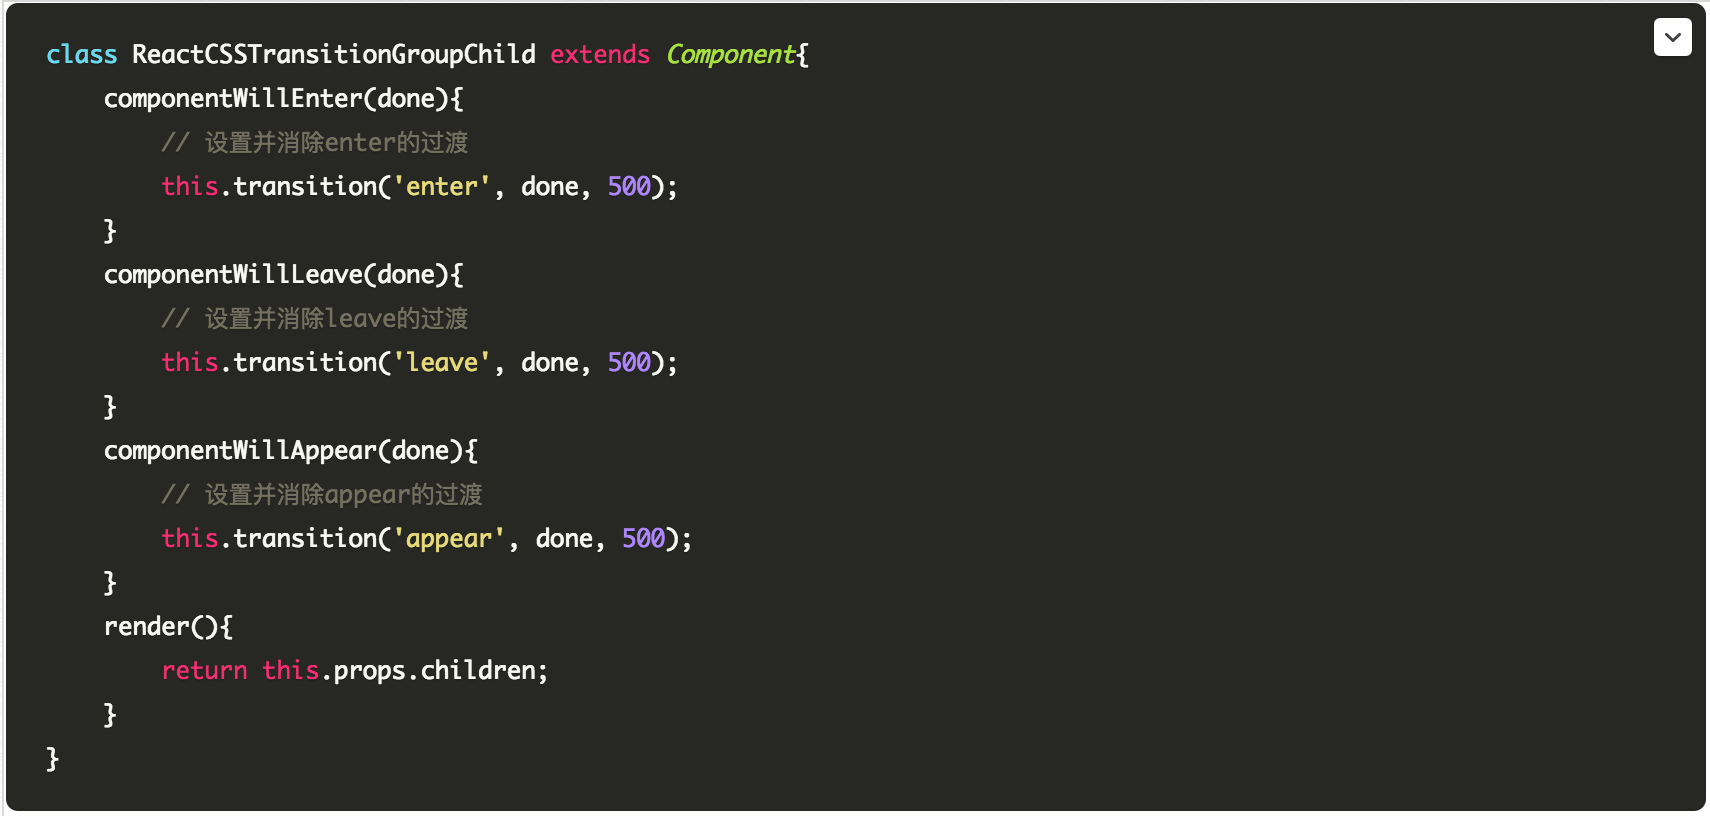 class ReactCSSTransitionGroupChild extends Component{
    componentWillEnter(done){
        // 设置并消除enter的过渡
        this.transition('enter', done, 500);
    }
    componentWillLeave(done){
        // 设置并消除leave的过渡
        this.transition('leave', done, 500);
    }
    componentWillAppear(done){
        // 设置并消除appear的过渡
        this.transition('appear', done, 500);
    }
    render(){
        return this.props.children;
    }
}